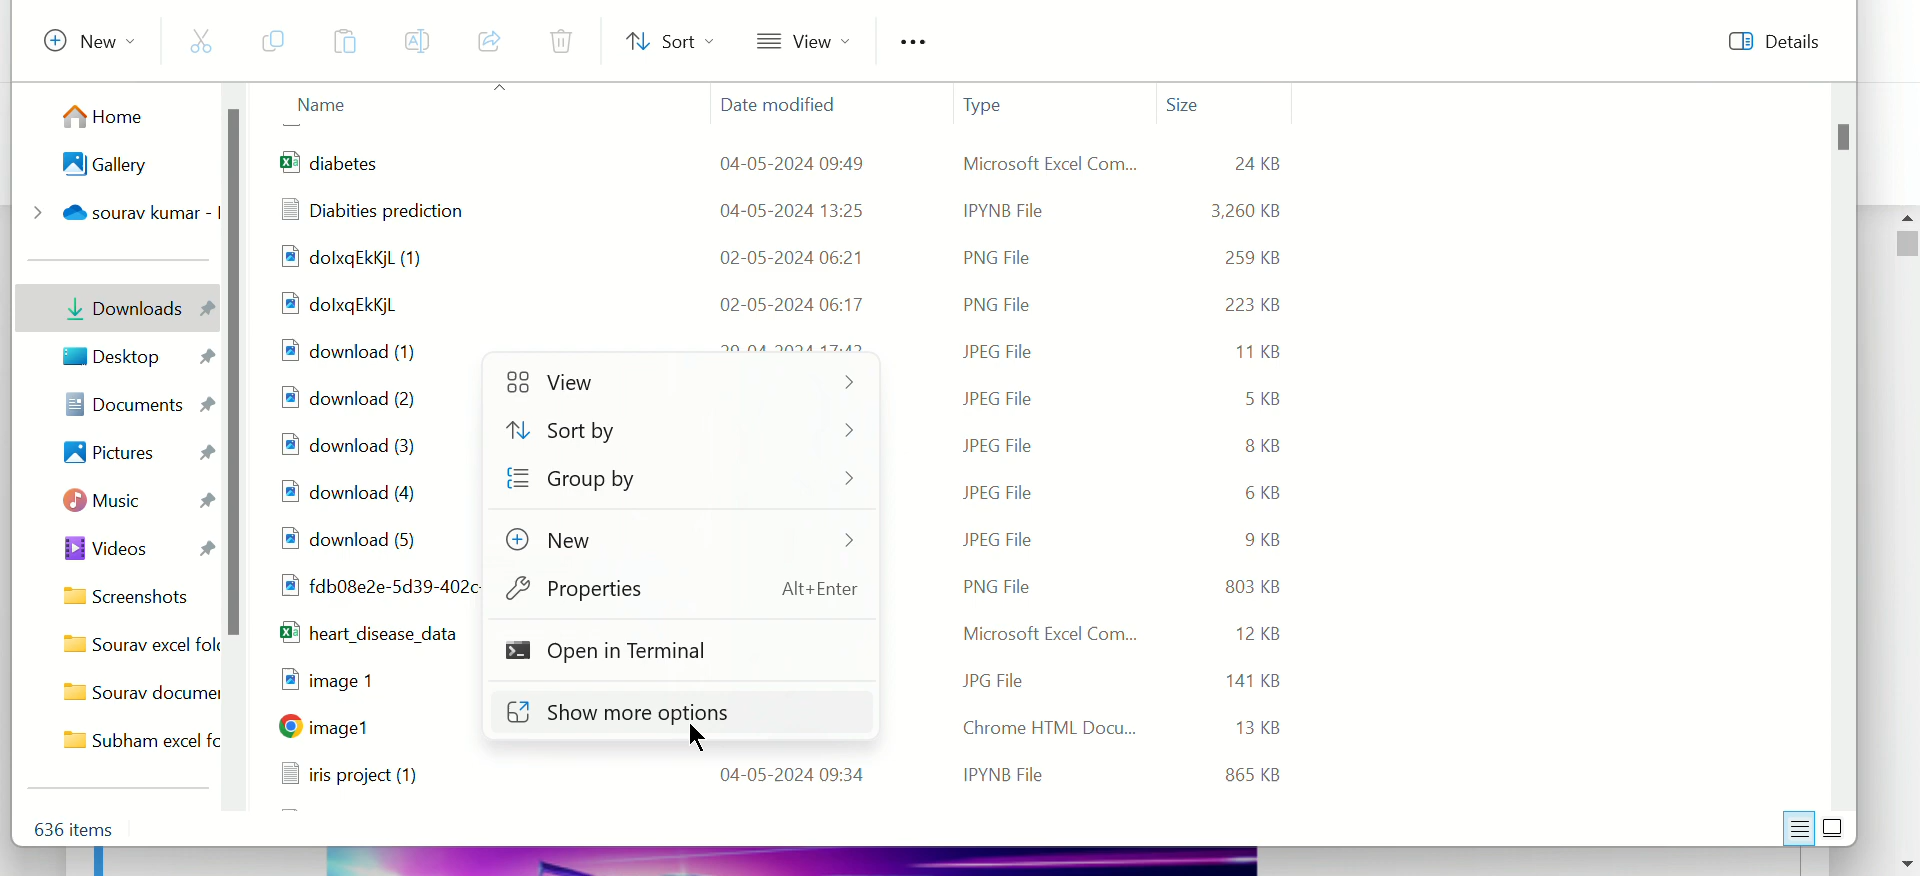 New Sort View ••• Details
Name Date modified Type Size
Home
Gallery
sourav kumar -
Downloads
Desktop
Documents
Pictures
Music
Videos
Screenshots
Sourav excel
Sourav
Subham excel
diabetes 04-05-2024 09:49 Microsoft Excel Com... 24 KB
Diabities prediction 04-05-2024 13:25 IPYNB File 3,260 KB
dolxqEkKjL (1) 02-05-2024 06:21 PNG File 259 KB
dolxqEkKjL 02-05-2024 06:17 PNG File 223 KB
download (1) JPEG File 11 KB
download (2) JPEG File 5 KB
download (3) JPEG File 8 KB
download (4) JPEG File 6 KB
download (5) JPEG File 9 KB
fdb08e2e-5d39-402c- PNG File 803 KB
heart_disease_data Microsoft Excel Com... 12 KB
image 1 JPG File 141 KB
image1 Chrome HTML Docu... 13 KB
iris project (1) 04-05-2024 09:34 IPYNB File 865 KB
View
Sort by
Group by
New
Properties Alt+Enter
Open in Terminal
Show more options
636 items